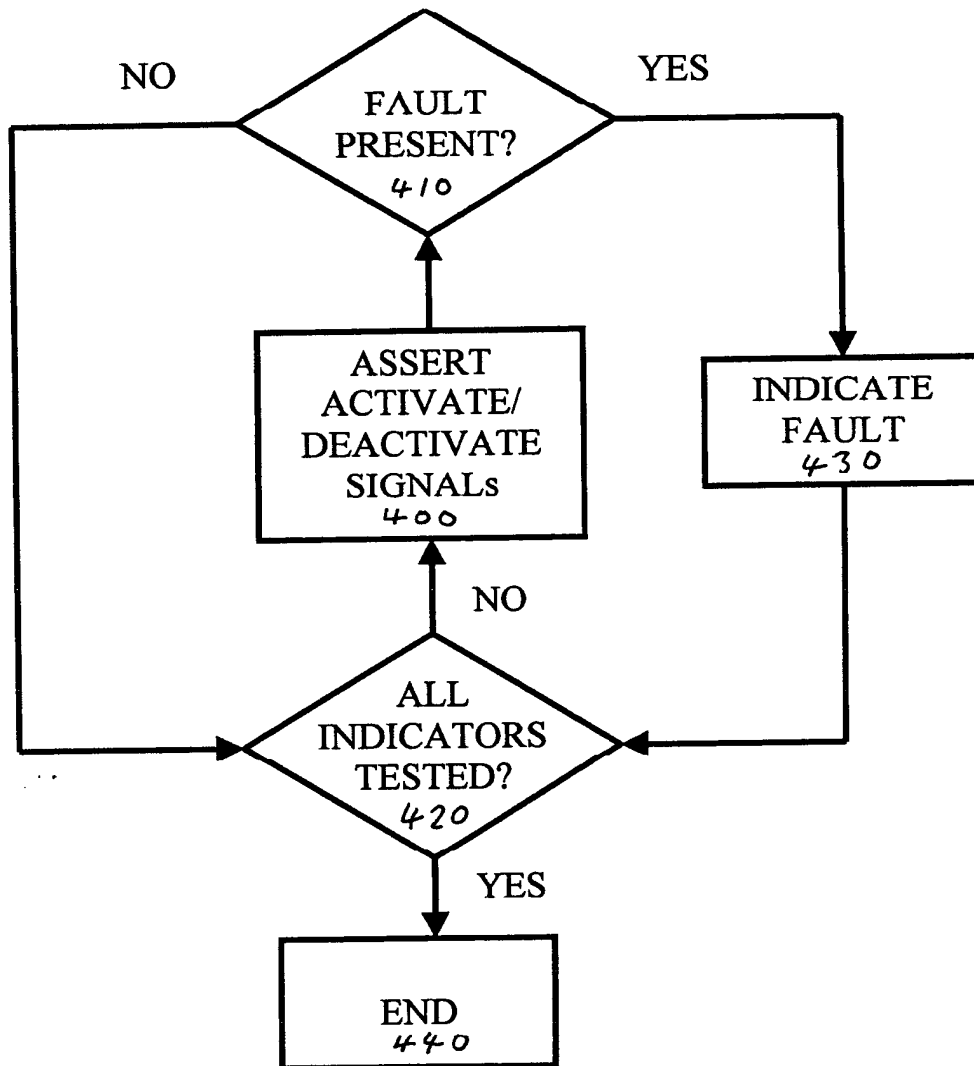 NO
YES
FAULT
PRESENT?
410
ASSERT
ACTIVATE/
DEACTIVATE
SIGNALs
400
INDICATE
FAULT
430
NO
ALL
INDICATORS
TESTED?
420
YES
END
440